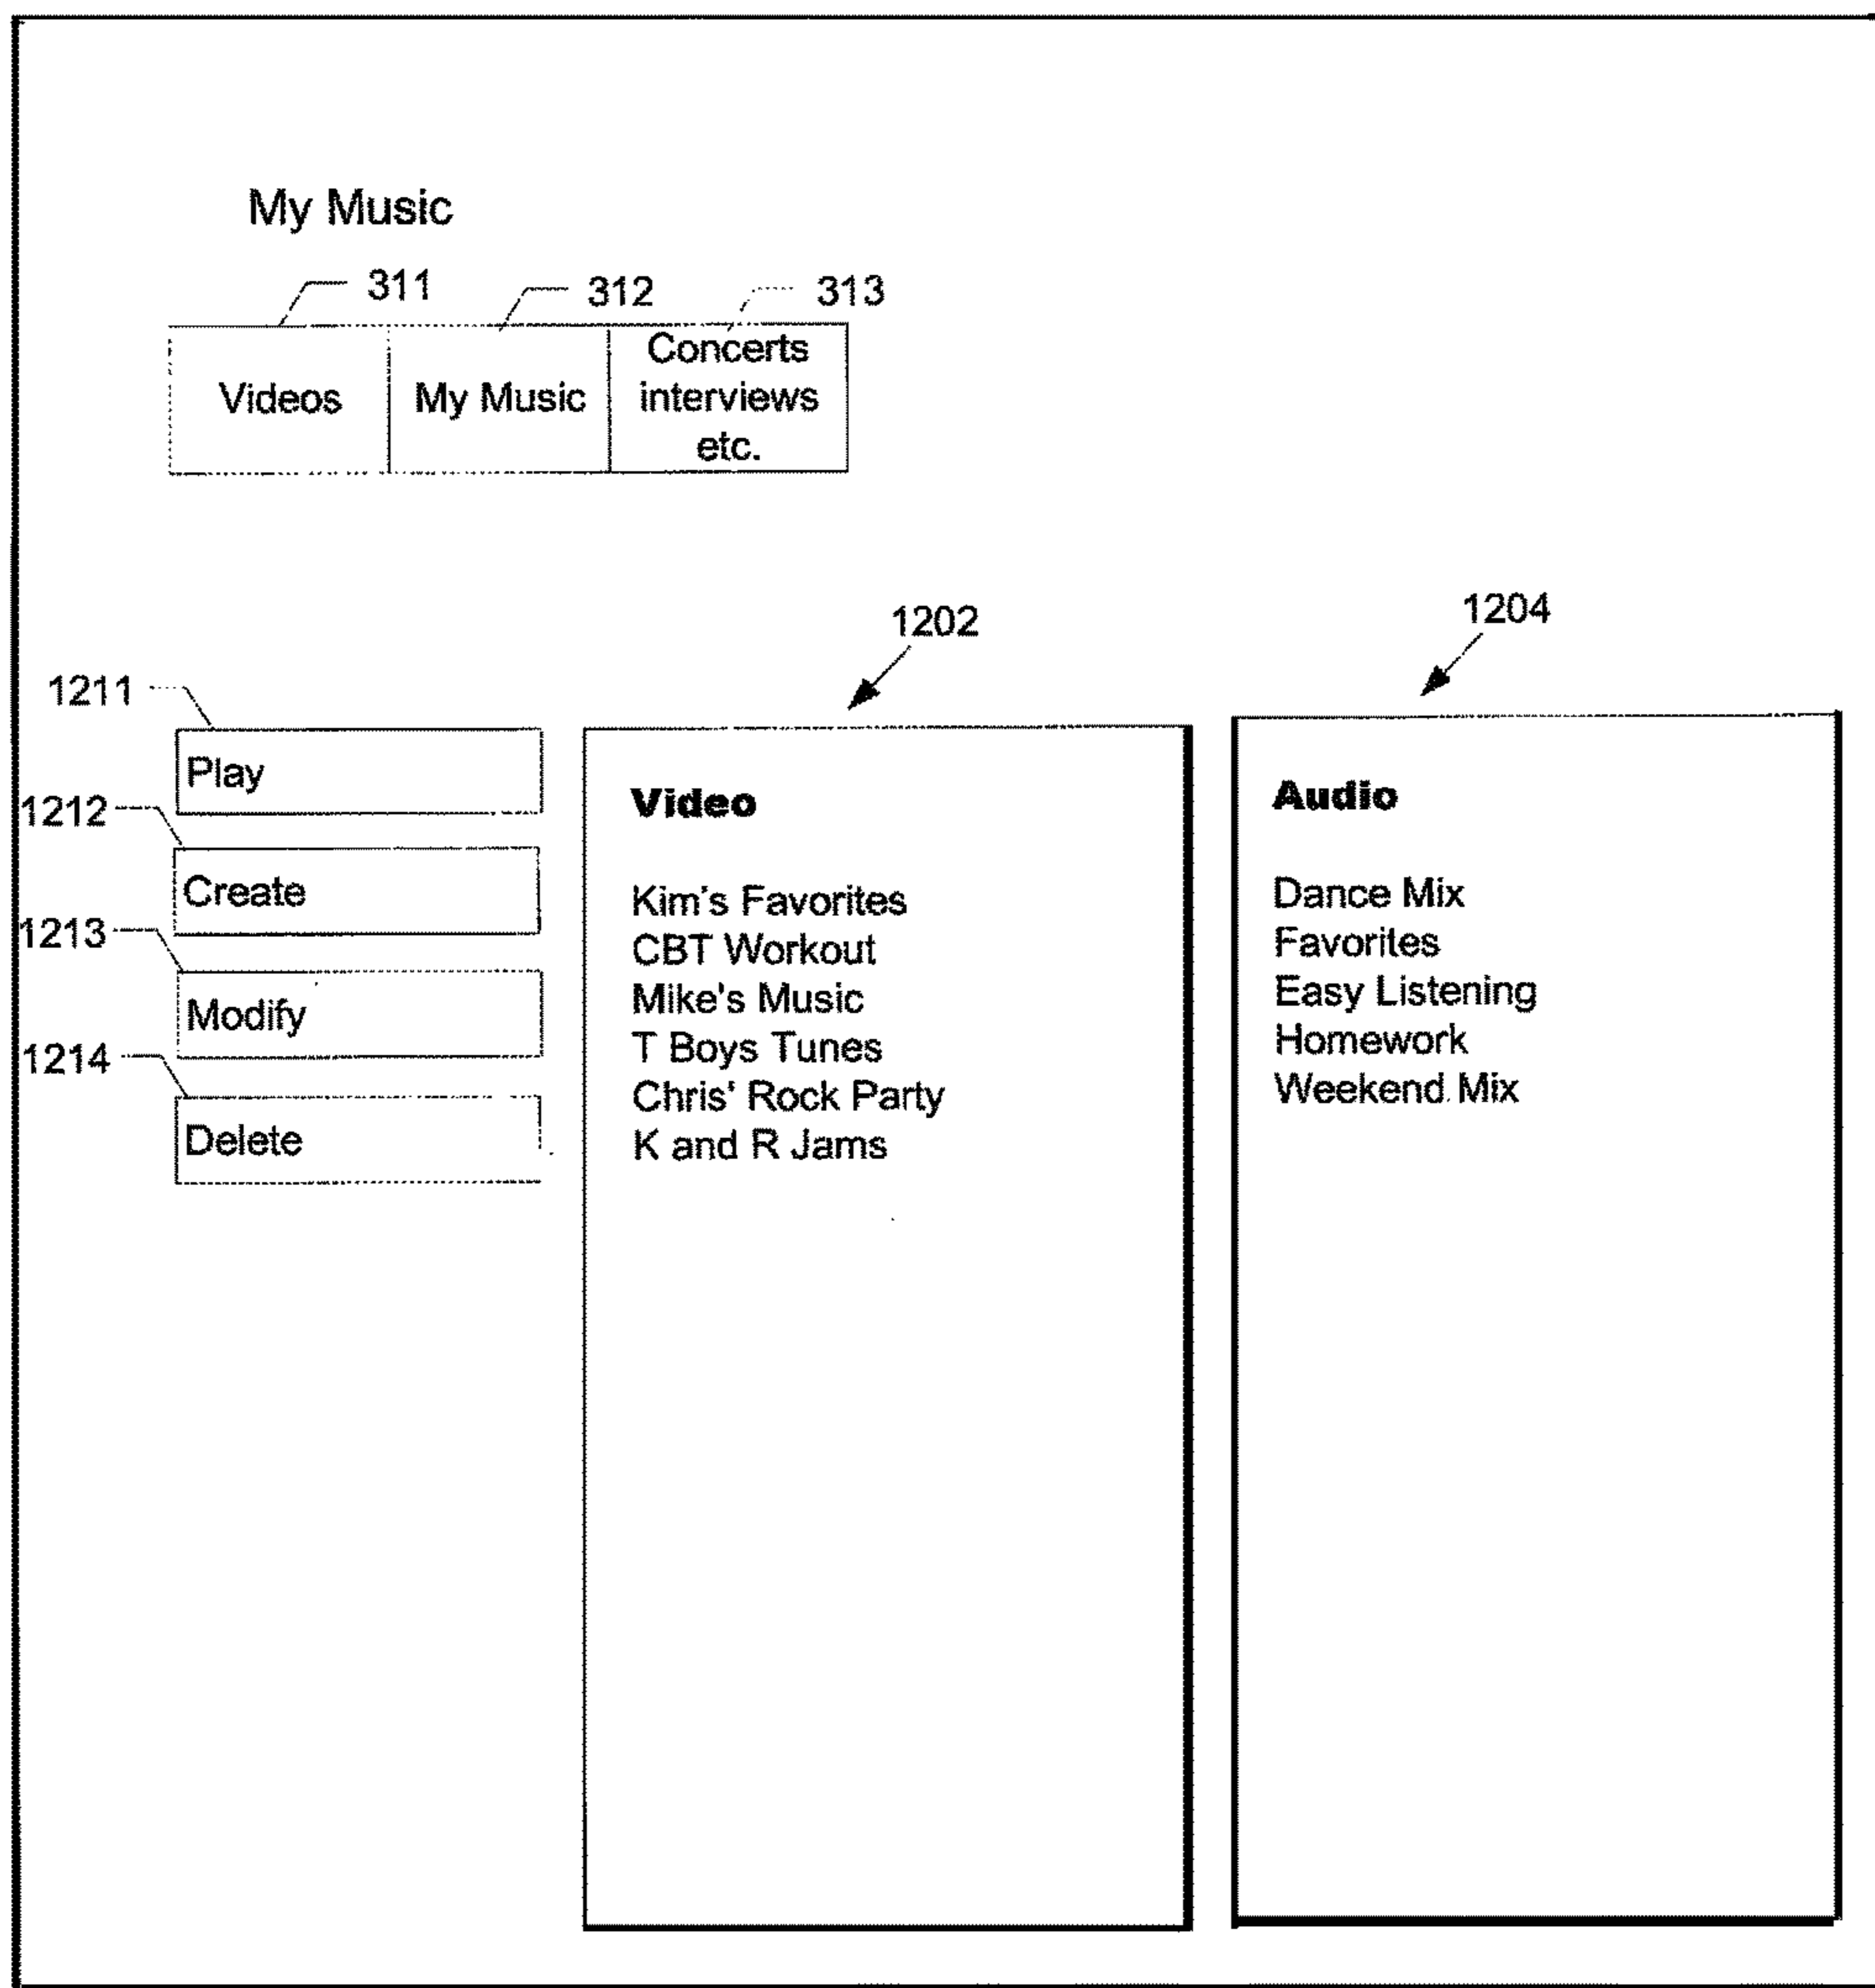 My Music
311
312
313
Videos
My Music
Concerts
interviews
etc.
1202
1204
1211
Play
1212
Create
1213
Modify
1214
Delete
Video
Kim's Favorites
CBT Workout
Mike's Music
T Boys Tunes
Chris' Rock Party
K and R Jams
Audio
Dance Mix
Favorites
Easy Listening
Homework
Weekend Mix